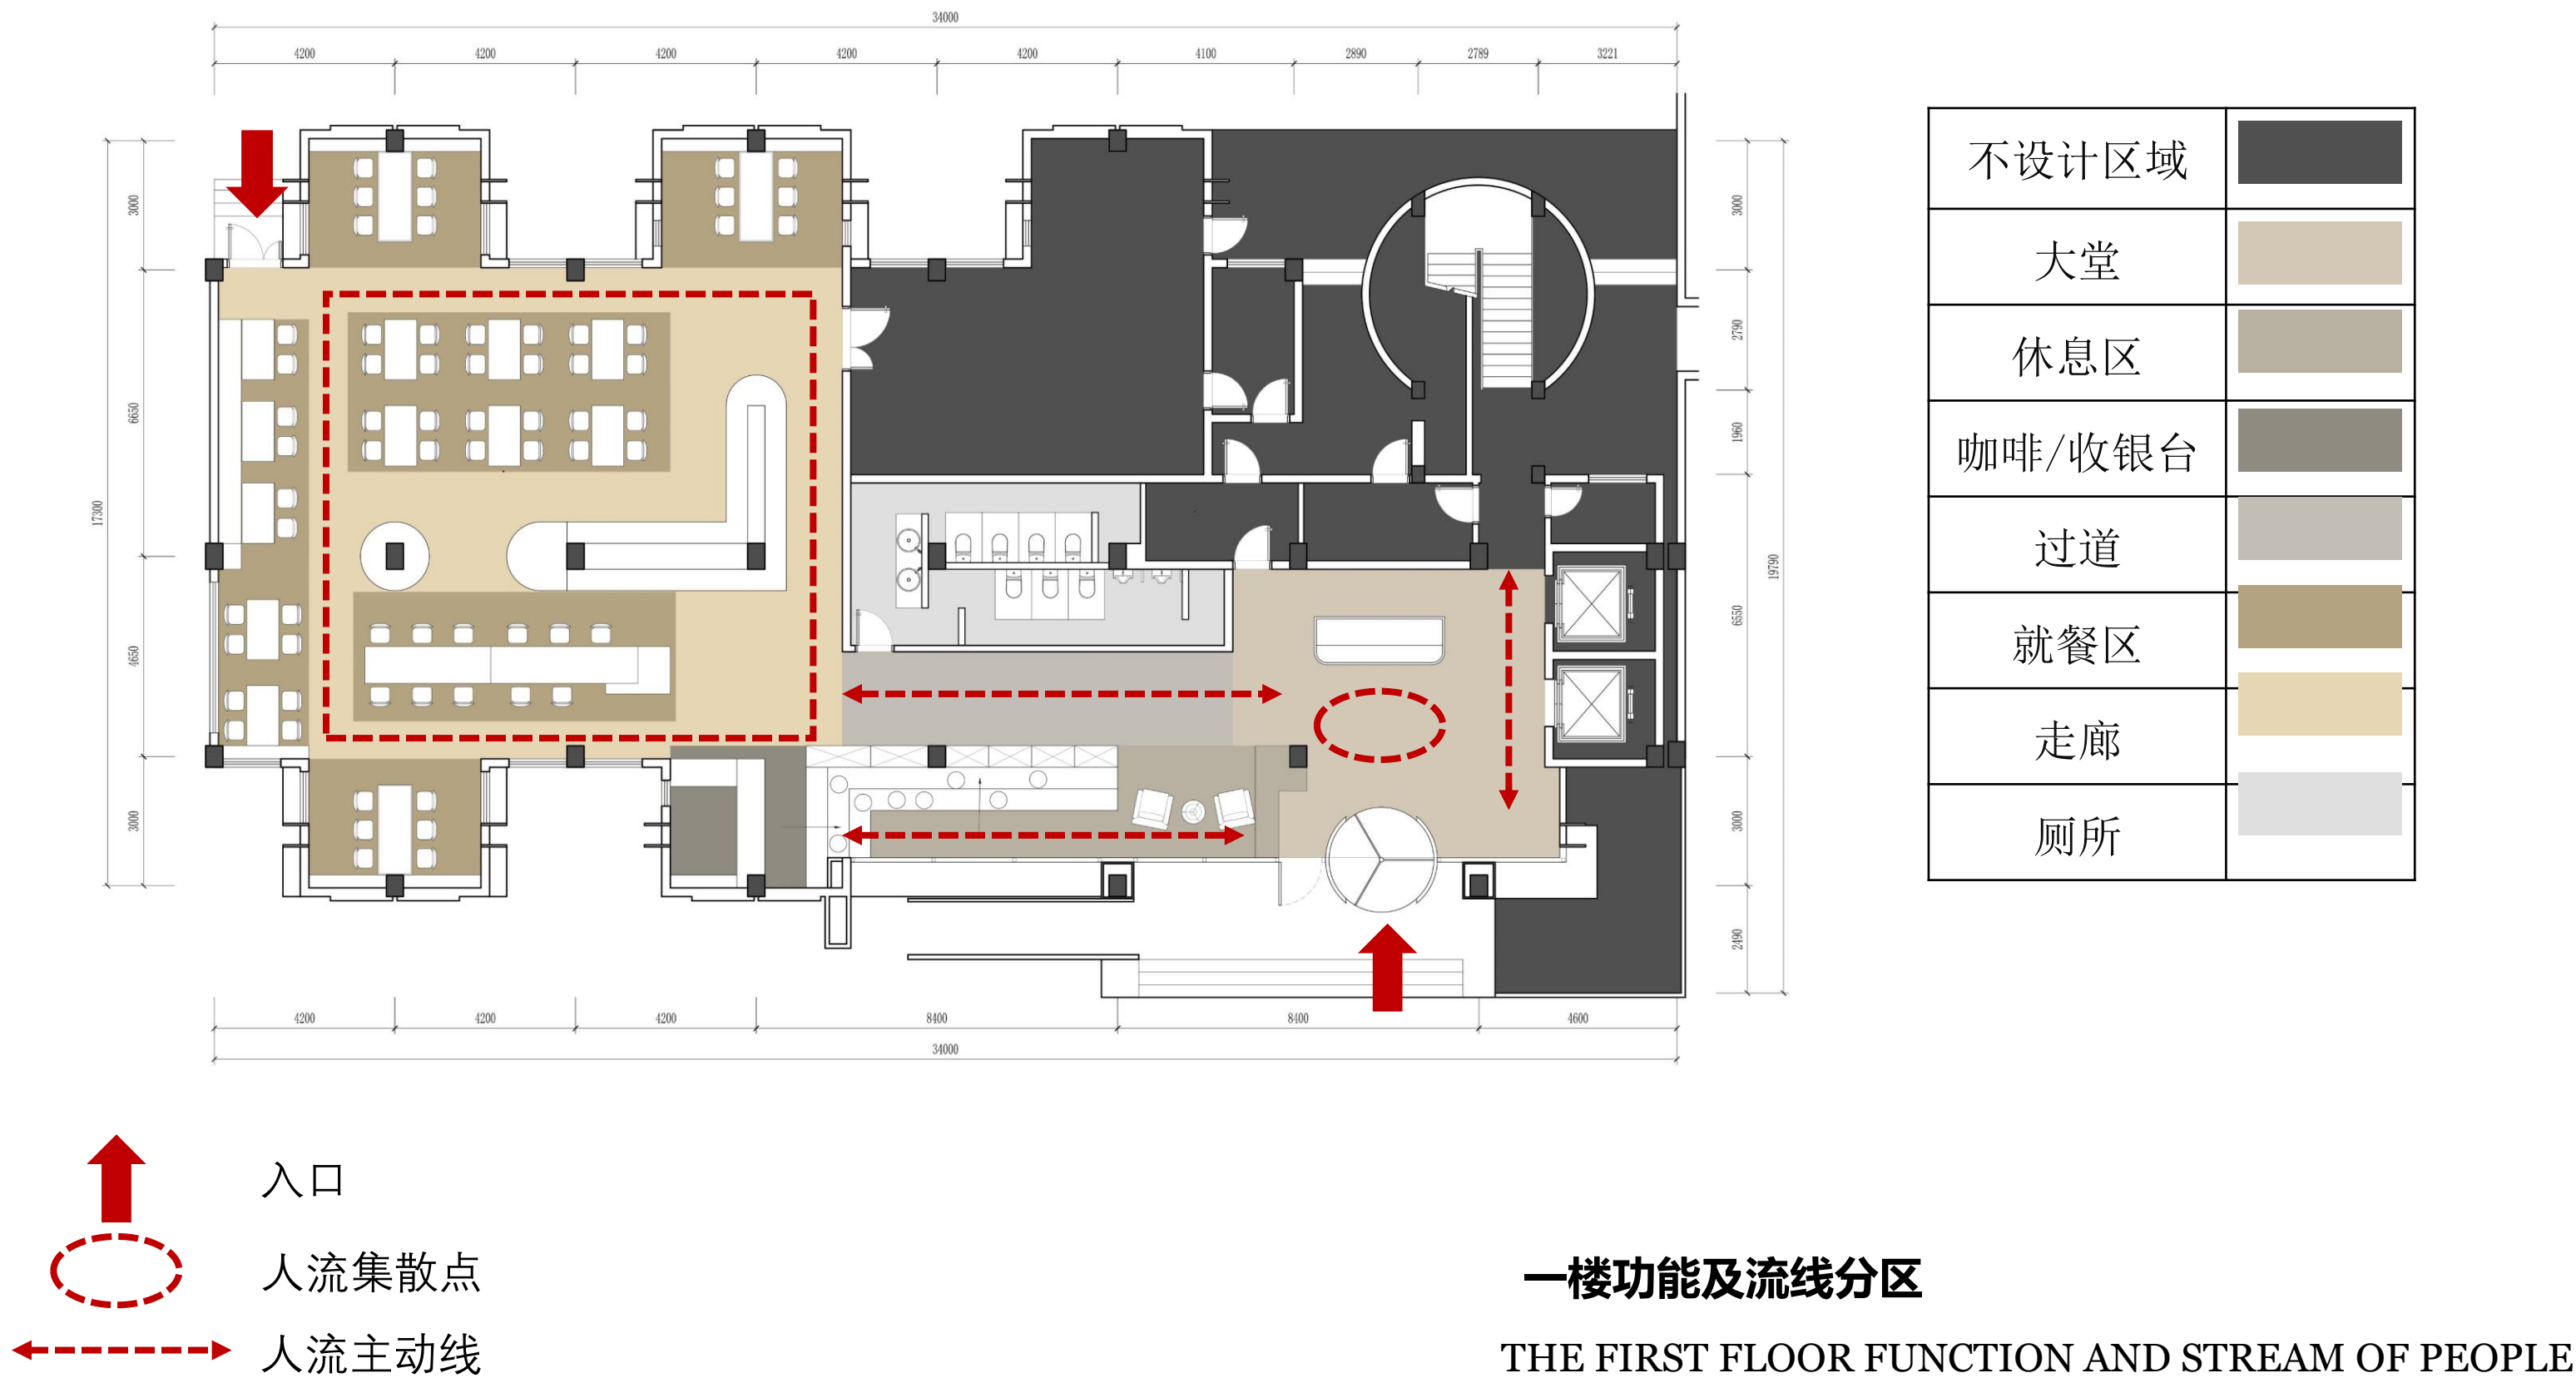 34000
4200 4200 4200 4200 4200 4100 2890 2789 3221
3000
6650
4650
3000
17300
3000
2790
1960
6550
3000
2490
19790
4200 4200 4200 8400 8400 4600
34000
不设计区域
大堂
休息区
咖啡/收银台
过道
就餐区
走廊
厕所
入口
人流集散点
人流主动线
一楼功能及流线分区
THE FIRST FLOOR FUNCTION AND STREAM OF PEOPLE